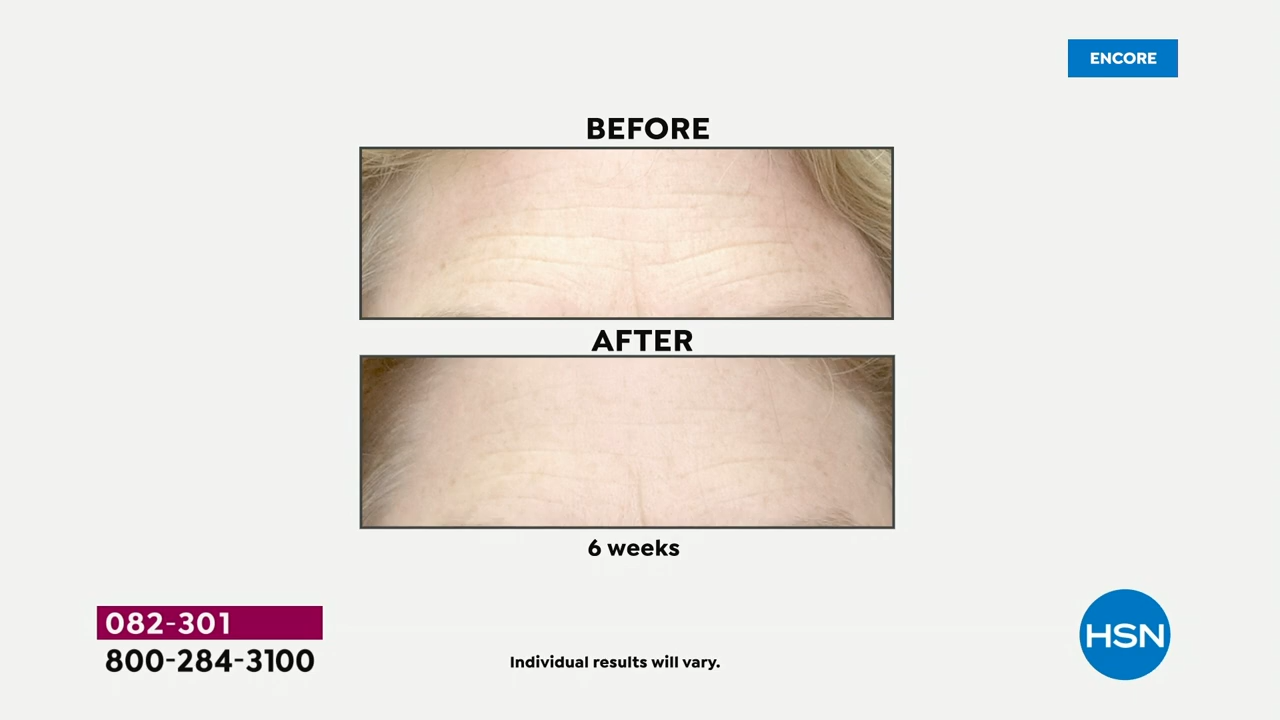 ENCORE
BEFORE
AFTER
6 weeks
082-301
800-284-3100
Individual results will vary.
HSN